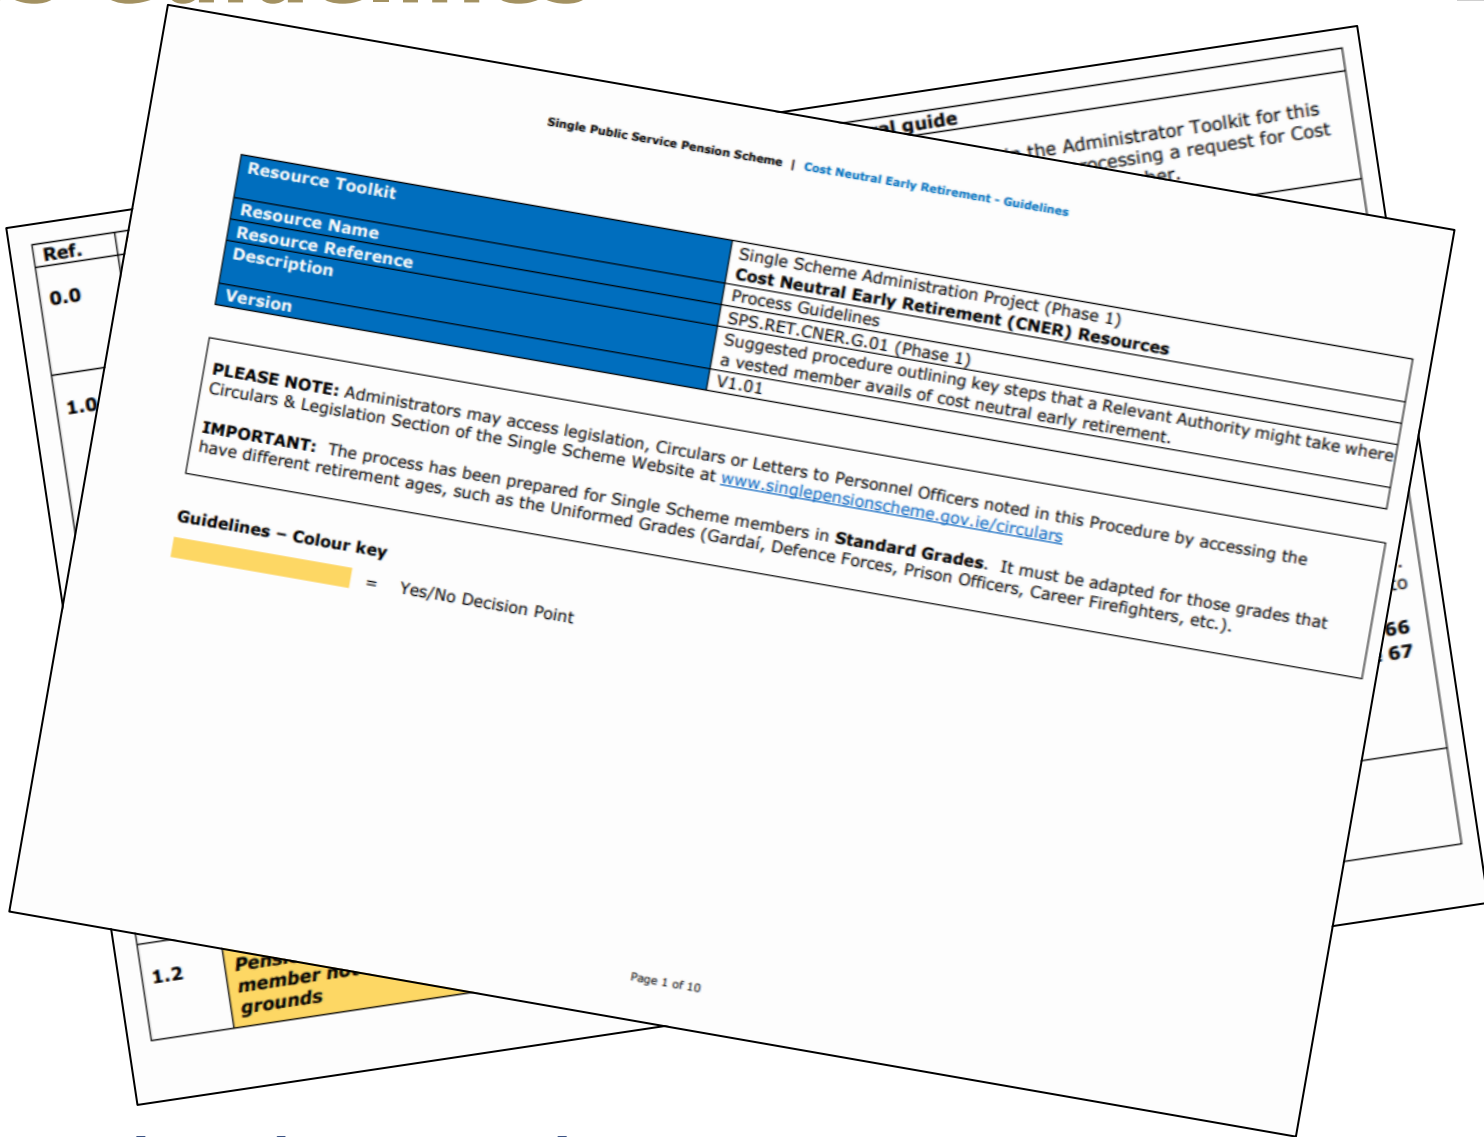 Guidelines
Single Public Service Pension Scheme | Cost Neutral Early Retirement - Guidelines
Resource Toolkit
Single Scheme Administration Project (Phase 1)
Cost Neutral Early Retirement (CNER) Resources
Resource Name
Process Guidelines
Resource Reference
SPS.RET.CNER.G.01 (Phase 1)
Description
Suggested procedure outlining key steps that a Relevant Authority might take where
a vested member avails of cost neutral early retirement.
Version
V1.01
PLEASE NOTE: Administrators may access legislation, Circulars or Letters to Personnel Officers noted in this Procedure by accessing the
Circulars & Legislation Section of the Single Scheme Website at www.singlepensionscheme.gov.ie/circulars
IMPORTANT: The process has been prepared for Single Scheme members in Standard Grades. It must be adapted for those grades that
have different retirement ages, such as the Uniformed Grades (Gardaí, Defence Forces, Prison Officers, Career Firefighters, etc.).
Guidelines – Colour key
= Yes/No Decision Point
Page 1 of 10
guide
the Administrator Toolkit for this
a request for Cost
Ref.
0.0
1.0
to
66
67
1.2
member
grounds